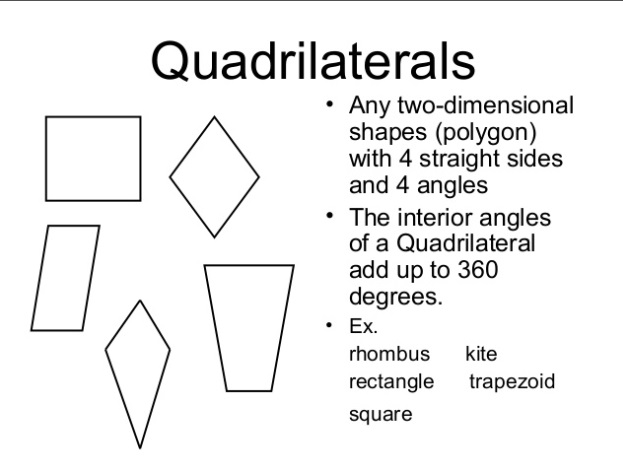 Quadrilaterals
• Any two-dimensional
shapes (polygon)
with 4 straight sides
and 4 angles
• The interior angles
of a Quadrilateral
add up to 360
degrees.
• Ex.
rhombus kite
rectangle trapezoid
square